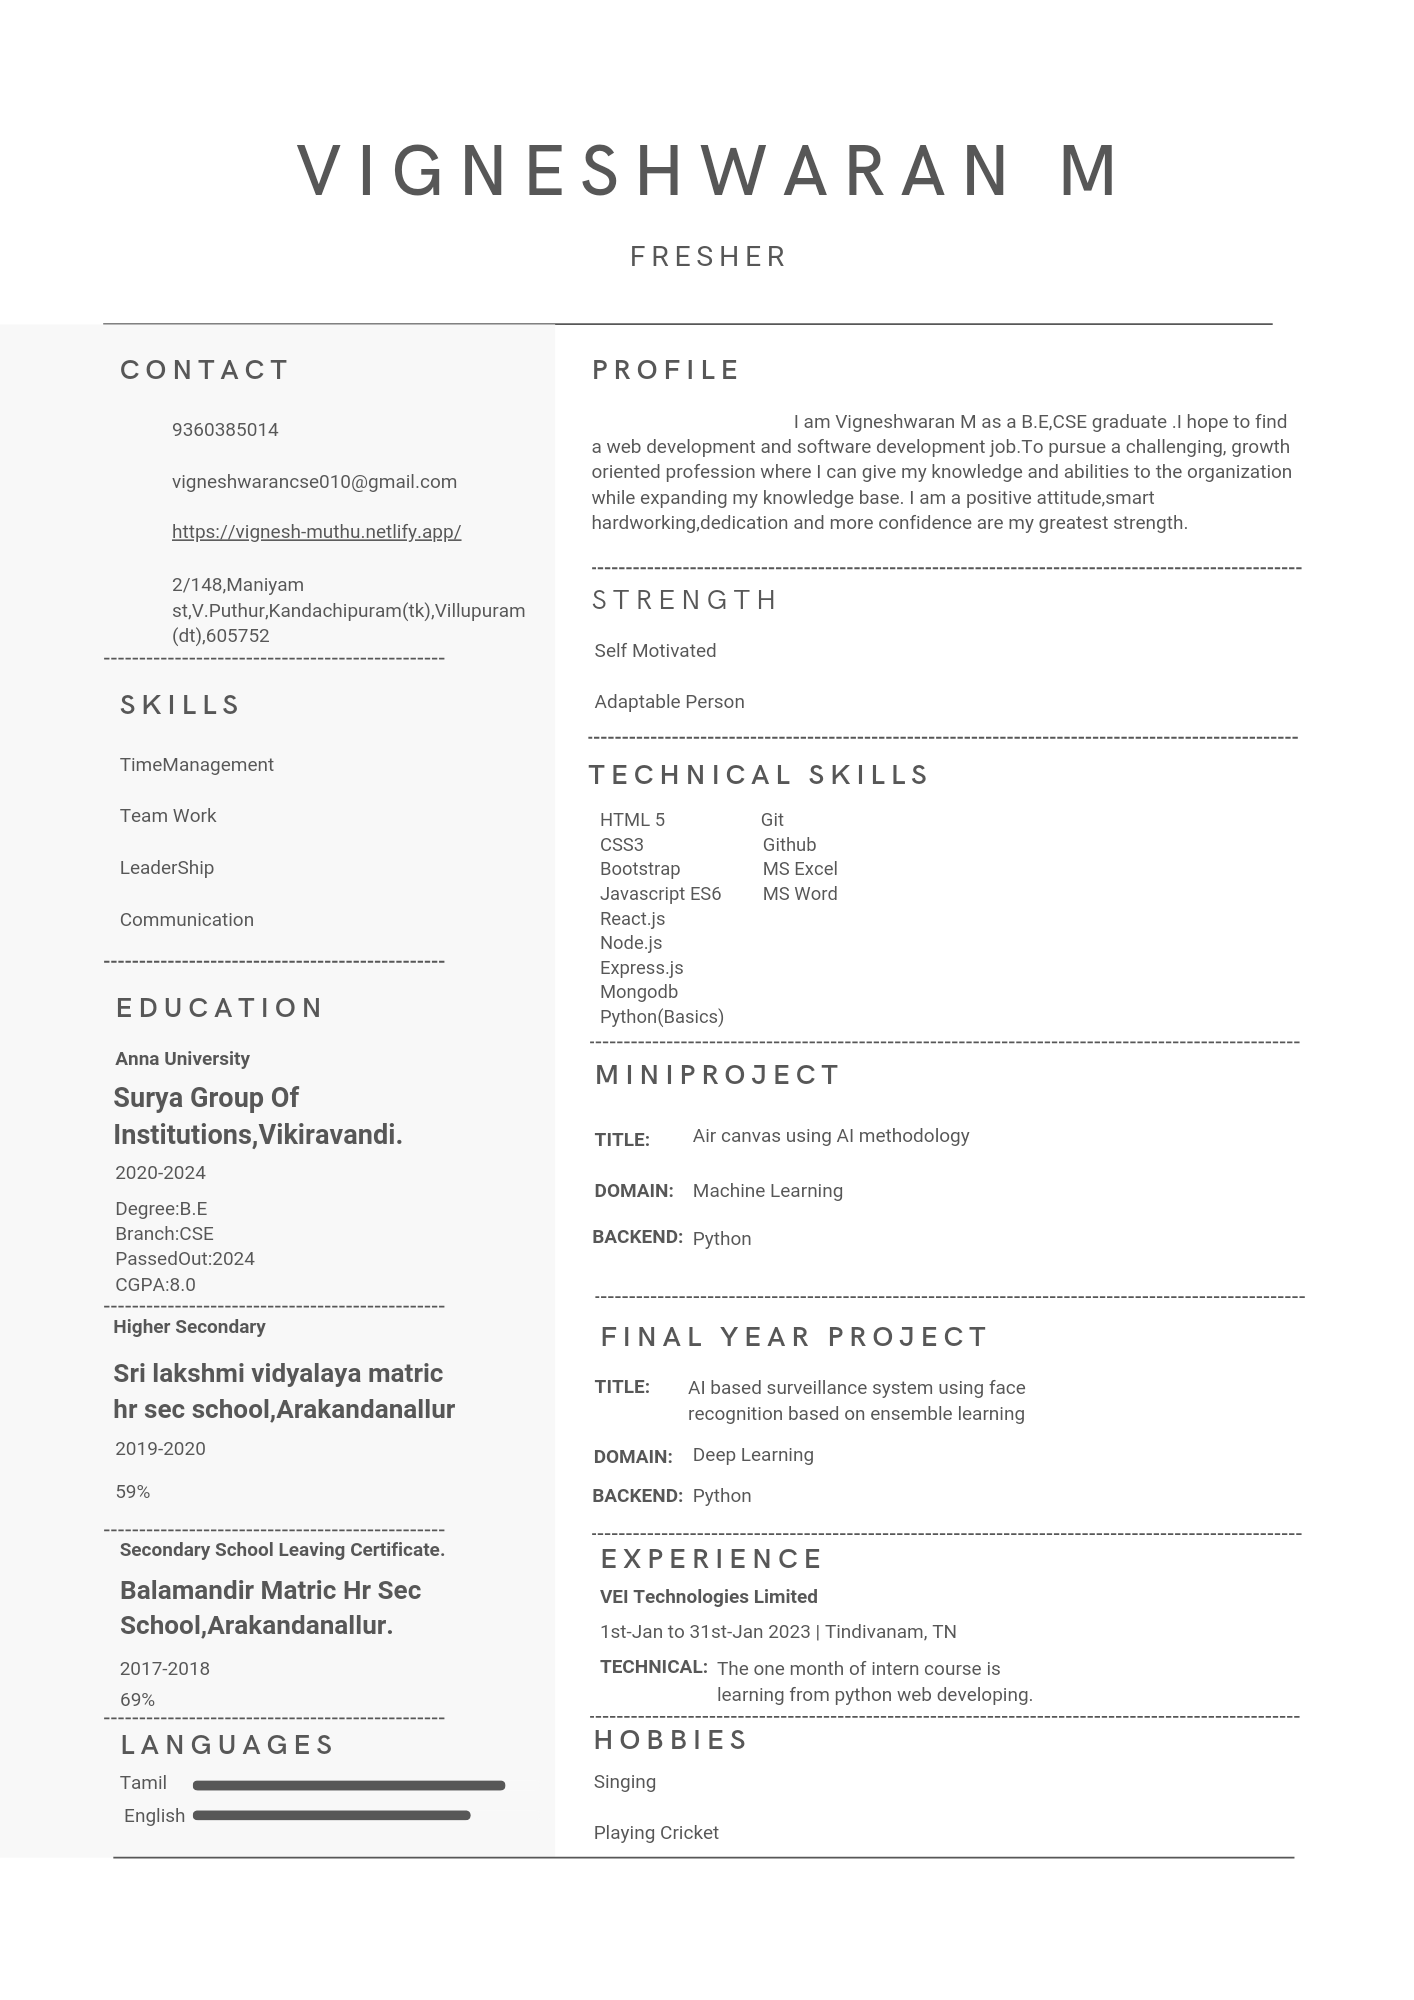 VIGNESHWARAN M
FRESHER
CONTACT
9360385014
vigneshwarancse010@gmail.com
https://vignesh-muthu.netlify.app/
2/148,Maniyam
st,V.Puthur,Kandachipuram(tk),Villupuram
(dt),605752
SKILLS
TimeManagement
Team Work
LeaderShip
Communication
EDUCATION
Anna University
Surya Group Of
Institutions,Vikiravandi.
2020-2024
Degree:B.E
Branch:CSE
PassedOut:2024
CGPA:8.0
Higher Secondary
Sri lakshmi vidyalaya matric
hr sec school,Arakandanallur
2019-2020
59%
Secondary School Leaving Certificate.
Balamandir Matric Hr Sec
School,Arakandanallur.
2017-2018
69%
LANGUAGES
Tamil
English
PROFILE
I am Vigneshwaran M as a B.E,CSE graduate .I hope to find
a web development and software development job.To pursue a challenging, growth
oriented profession where I can give my knowledge and abilities to the organization
while expanding my knowledge base. I am a positive attitude,smart
hardworking,dedication and more confidence are my greatest strength.
STRENGTH
Self Motivated
Adaptable Person
TECHNICAL SKILLS
HTML 5 Git
CSS3 Github
Bootstrap MS Excel
Javascript ES6 MS Word
React.js
Node.js
Express.js
Mongodb
Python(Basics)
MINIPROJECT
TITLE: Air canvas using AI methodology
DOMAIN: Machine Learning
BACKEND: Python
FINAL YEAR PROJECT
TITLE: AI based surveillance system using face
recognition based on ensemble learning
DOMAIN: Deep Learning
BACKEND: Python
EXPERIENCE
VEI Technologies Limited
1st-Jan to 31st-Jan 2023 | Tindivanam, TN
TECHNICAL: The one month of intern course is
learning from python web developing.
HOBBIES
Singing
Playing Cricket